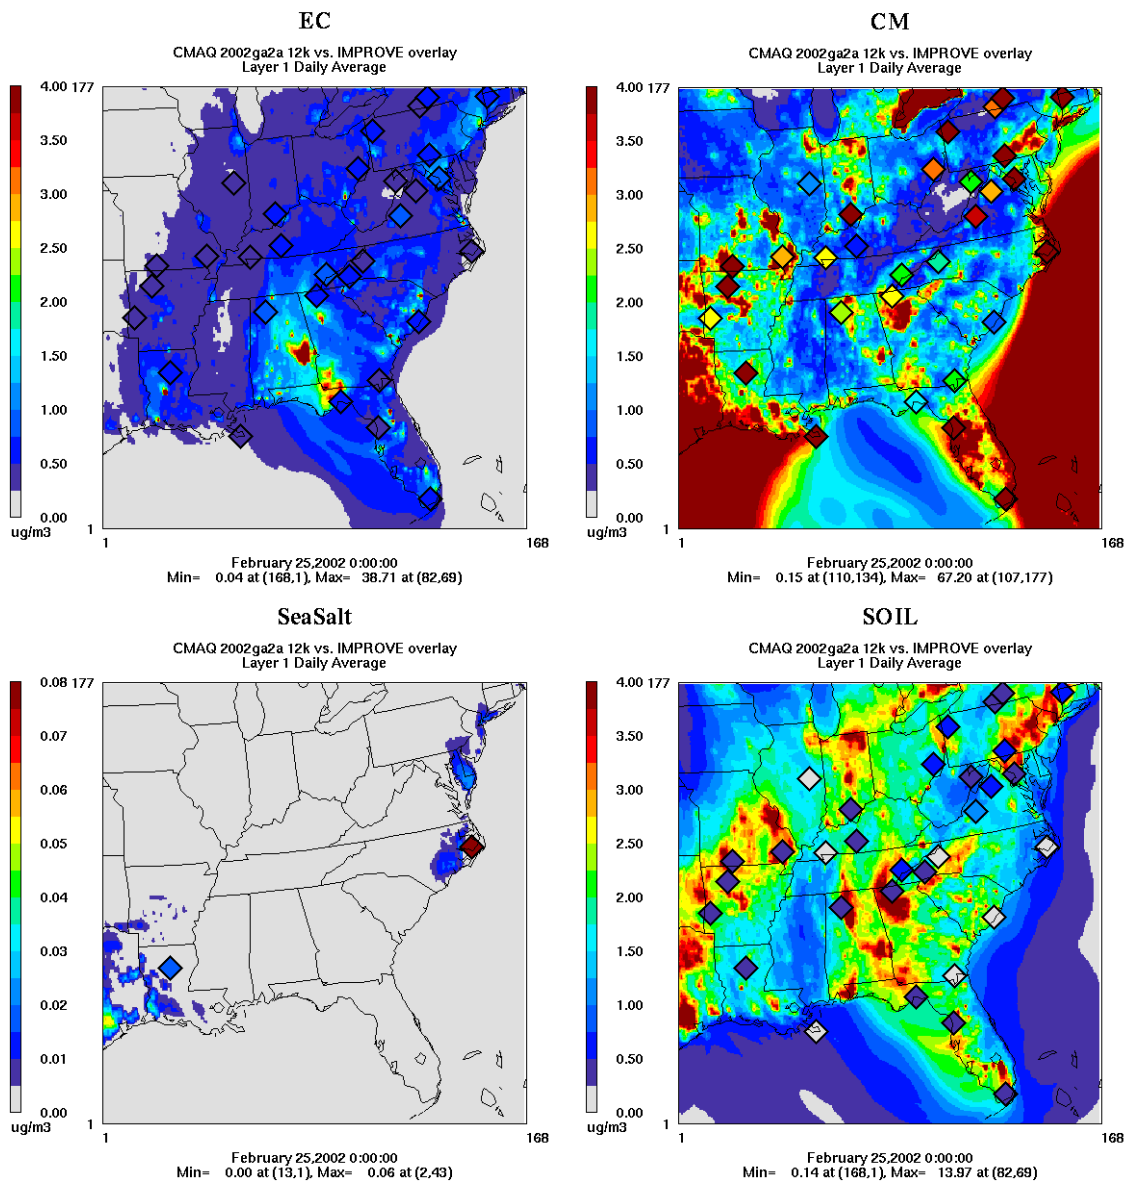 EC
CMAQ 2002ga2a 12k vs. IMPROVE overlay
Layer 1 Daily Average
4.00
3.50
3.00
2.50
2.00
1.50
1.00
0.50
0.00
ug/m3
177
1
1
168
February 25,2002 0:00:00
Min= 0.04 at (168,1), Max= 38.71 at (82,69)
CM
CMAQ 2002ga2a 12k vs. IMPROVE overlay
Layer 1 Daily Average
4.00
3.50
3.00
2.50
2.00
1.50
1.00
0.50
0.00
ug/m3
177
1
1
168
February 25,2002 0:00:00
Min= 0.15 at (110,134), Max= 67.20 at (107,177)
SeaSalt
CMAQ 2002ga2a 12k vs. IMPROVE overlay
Layer 1 Daily Average
0.08
0.07
0.06
0.05
0.04
0.03
0.02
0.01
0.00
ug/m3
177
1
1
168
February 25,2002 0:00:00
Min= 0.00 at (13,1), Max= 0.06 at (2,43)
SOIL
CMAQ 2002ga2a 12k vs. IMPROVE overlay
Layer 1 Daily Average
4.00
3.50
3.00
2.50
2.00
1.50
1.00
0.50
0.00
ug/m3
177
1
1
168
February 25,2002 0:00:00
Min= 0.14 at (168,1), Max= 13.97 at (82,69)